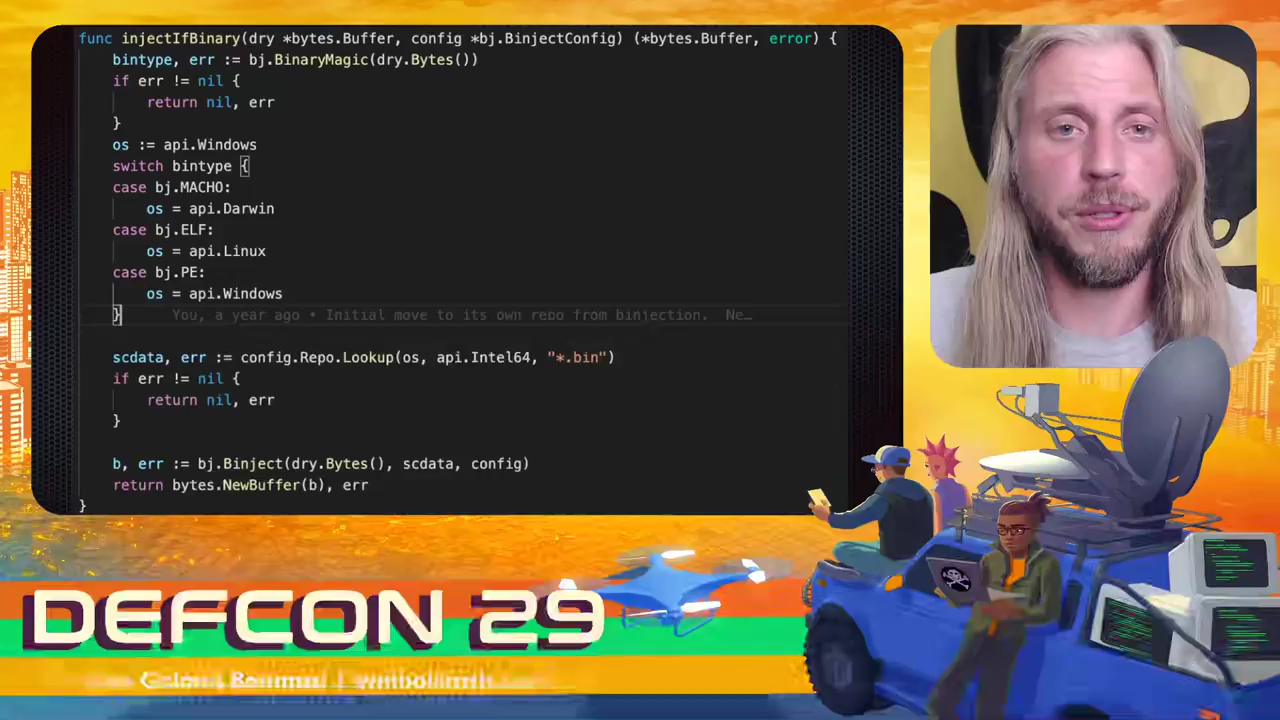 func injectIfBinary(dry *bytes.Buffer, config *bj.BinjectConfig) (*bytes.Buffer, error) {
bintype, err := bj.BinaryMagic(dry.Bytes())
if err != nil {
return nil, err
}
os := api.Windows
switch bintype {
case bj.MACHO:
os = api.Darwin
case bj.ELF:
os = api.Linux
case bj.PE:
os = api.Windows
} You, a year ago • Initial move to its own repo from binjection. Ne…
scdata, err := config.Repo.Lookup(os, api.Intel64, "*.bin")
if err != nil {
return nil, err
}
b, err := bj.Binject(dry.Bytes(), scdata, config)
return bytes.NewBuffer(b), err
}
DEFCON 29